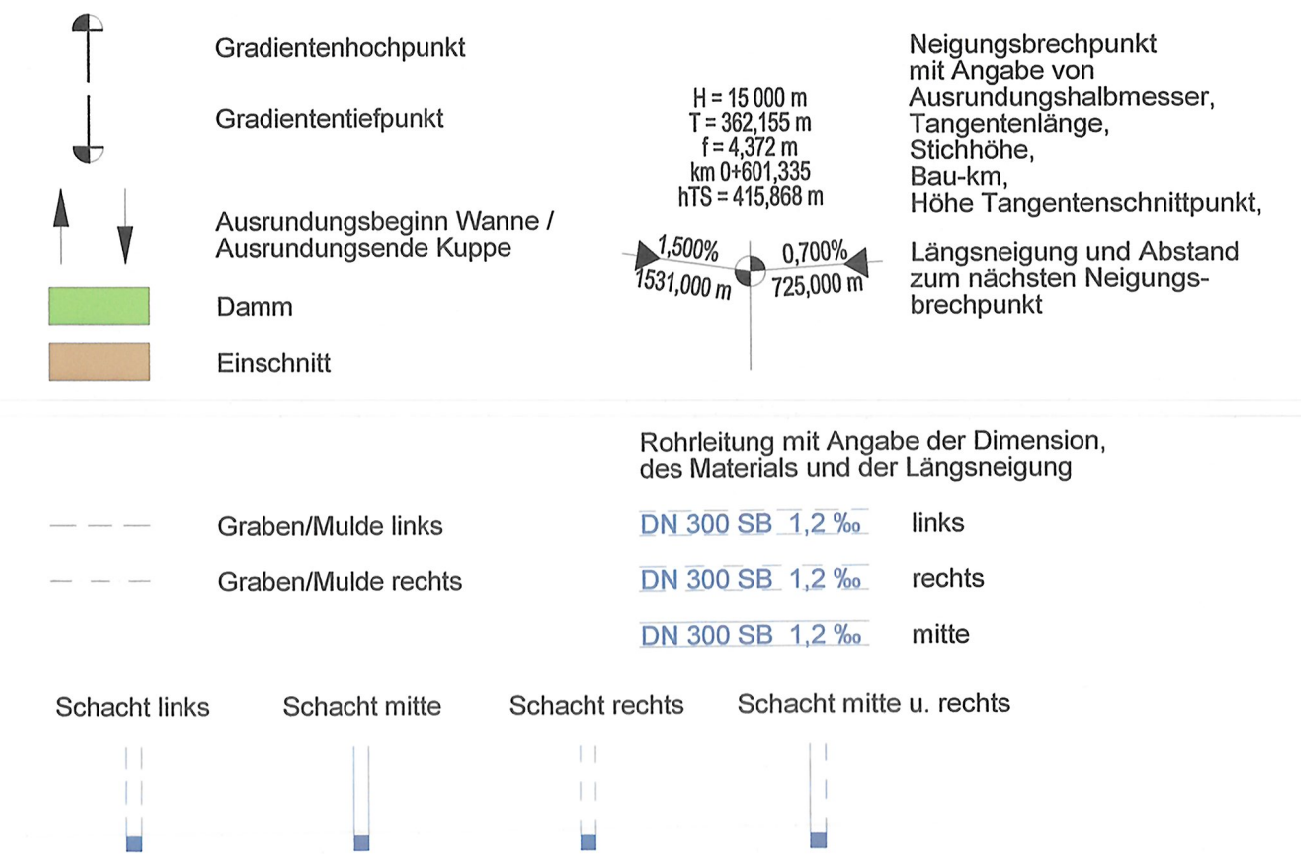 Gradientenhochpunkt
Gradiententiefpunkt
Ausrundungsbeginn Wanne /
Ausrundungsende Kuppe
Damm
Einschnitt
H = 15 000 m
T = 362,155 m
f = 4,372 m
km 0+601,335
hTS = 415,868 m
1,500%
0,700%
1531,000 m
725,000 m
Neigungsbrechpunkt
mit Angabe von
Ausrundungshalbmesser,
Tangentenlänge,
Stichhöhe,
Bau-km,
Höhe Tangentenschnittpunkt,
Längsneigung und Abstand
zum nächsten Neigungs-
brechpunkt
Rohrleitung mit Angabe der Dimension,
des Materials und der Längsneigung
Graben/Mulde links
Graben/Mulde rechts
DN 300 SB 1,2 ‰ links
DN 300 SB 1,2 ‰ rechts
DN 300 SB 1,2 ‰ mitte
Schacht links
Schacht mitte
Schacht rechts
Schacht mitte u. rechts